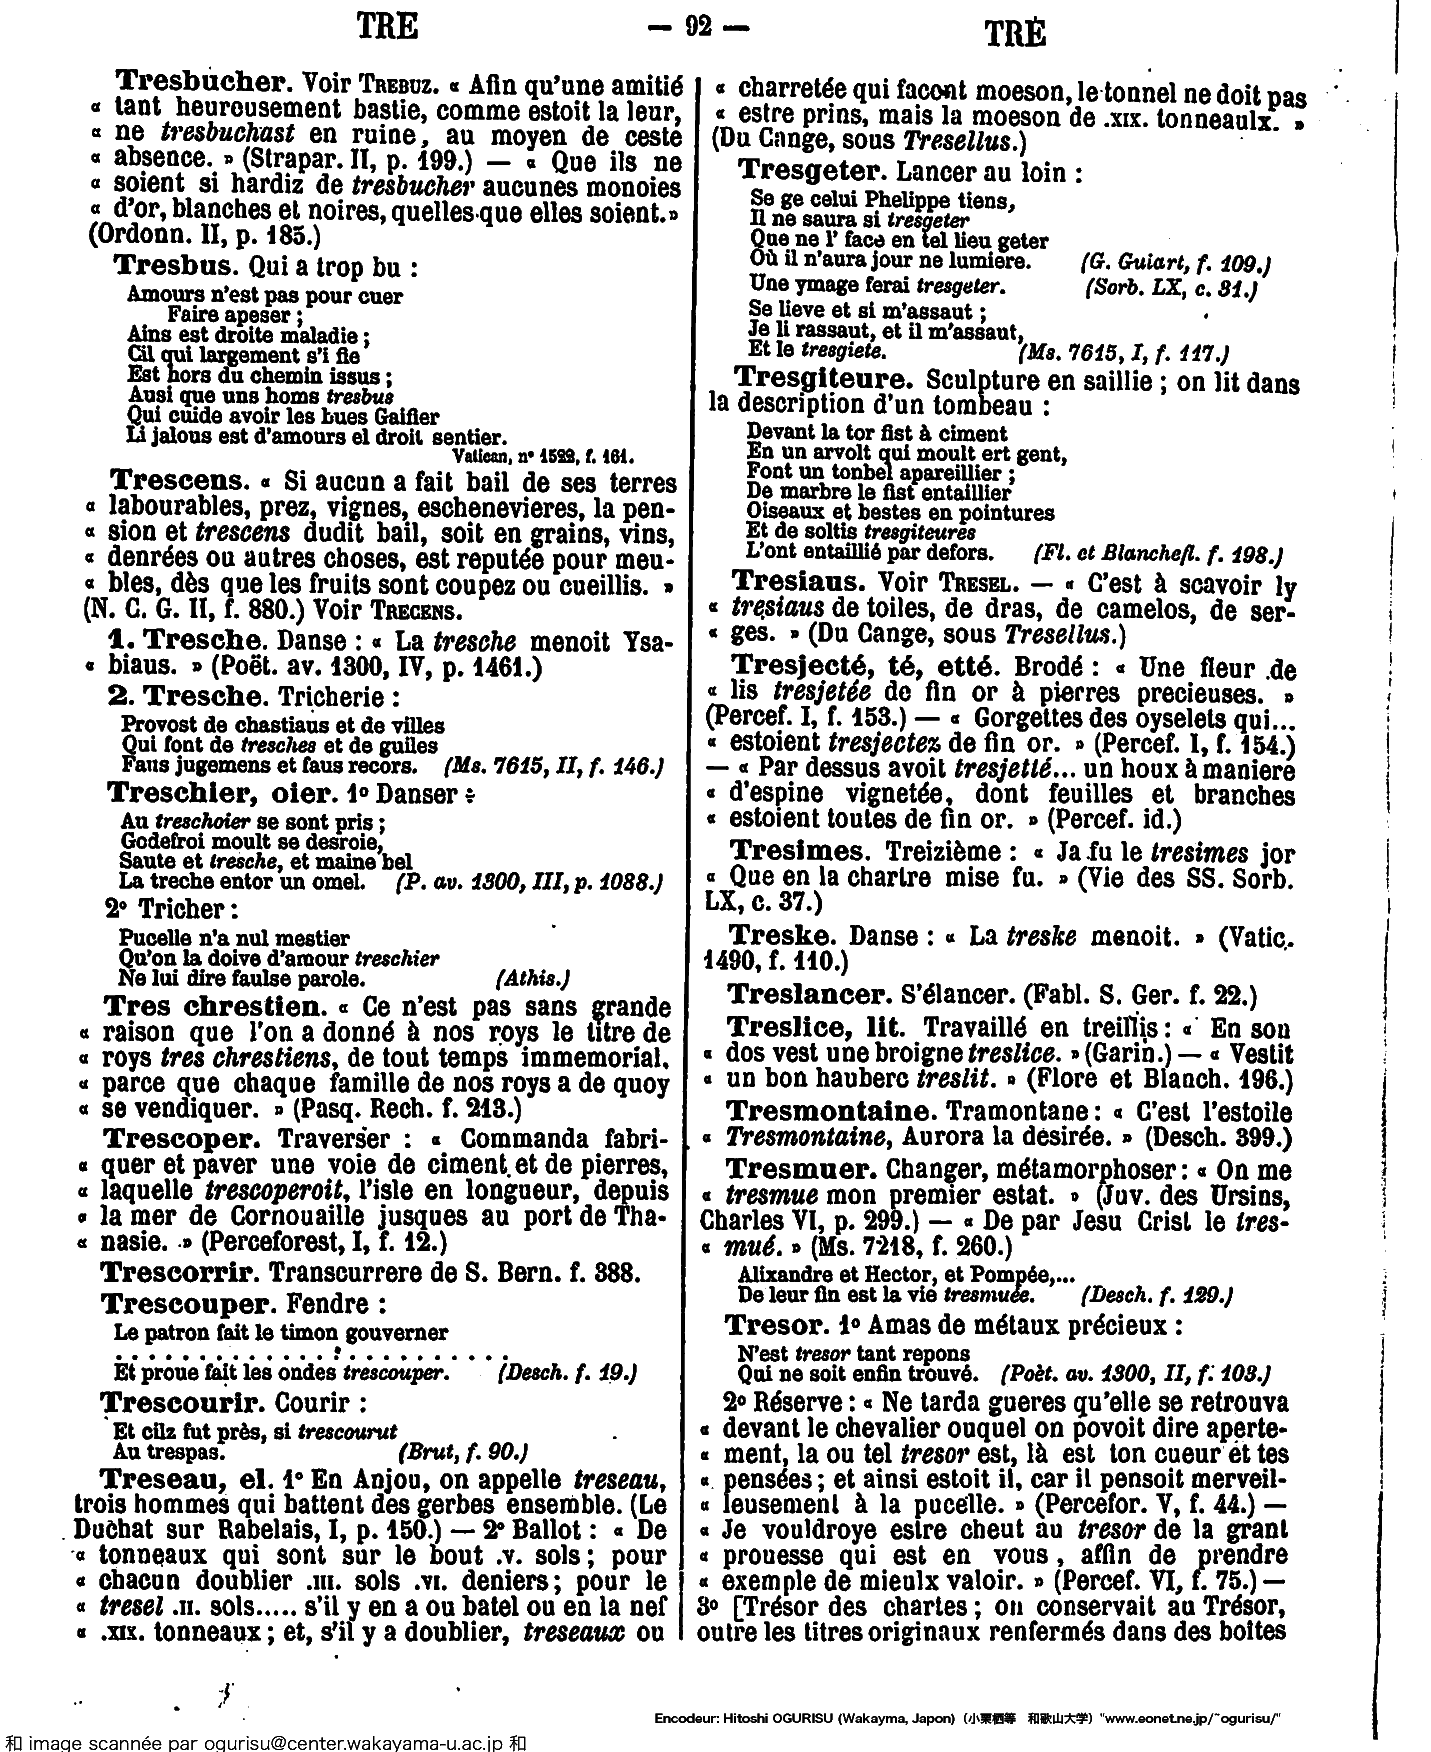 TRE
— 92 —
TRÉ
Tresbucher. Voir TREBUZ. « Afin qu'une amitié
« tant heureusement bastie, comme estoit la leur,
« ne tresbuchast en ruine, au moyen de ceste
« absence. » (Strapar. II, p. 199.) — « Que ils ne
« soient si hardiz de tresbucher aucunes monoies
« d'or, blanches et noires, quelles que elles soient.»
(Ordonn. II, p. 185.)
Tresbus. Qui a trop bu :
Amours n'est pas pour cuer
Faire apeser ;
Ains est droite maladie ;
Cil qui largement s'i fie
Est hors du chemin issus ;
Ausi que uns homs tresbus
Qui cuide avoir les bues Gaifier
Li jalous est d'amours el droit sentier.
Vatican, n° 1522, f. 161.
Trescens. « Si aucun a fait bail de ses terres
« labourables, prez, vignes, eschenevieres, la pen-
« sion et trescens dudit bail, soit en grains, vins,
« denrées ou autres choses, est reputée pour meu-
« bles, dès que les fruits sont coupez ou cueillis. »
(N. C. G. II, f. 880.) Voir TRECENS.
1. Tresche. Danse : « La tresche menoit Ysa-
« biaus. » (Poët. av. 1300, IV, p. 1461.)
2. Tresche. Tricherie :
Provost de chastiaus et de villes
Qui font de tresches et de guiles
Faus jugemens et faus recors. (Ms. 7615, II, f. 146.)
Treschier, oier. 1° Danser :
Au treschoier se sont pris ;
Godefroi moult se desroie,
Saute et tresche, et maine bel
La treche entor un omel. (P. av. 1300, III, p. 1088.)
2° Tricher :
Pucelle n'a nul mestier
Qu'on la doive d'amour treschier
Ne lui dire faulse parole. (Athis.)
Tres chrestien. « Ce n'est pas sans grande
« raison que l'on a donné à nos roys le titre de
« roys tres chrestiens, de tout temps immemorial,
« parce que chaque famille de nos roys a de quoy
« se vendiquer. » (Pasq. Rech. f. 213.)
Trescoper. Traverser : « Commanda fabri-
« quer et paver une voie de ciment et de pierres,
« laquelle trescoperoit, l'isle en longueur, depuis
« la mer de Cornouaille jusques au port de Tha-
« nasie. » (Perceforest, I, f. 12.)
Trescorrir. Transcurrere de S. Bern. f. 388.
Trescouper. Fendre :
Le patron fait le timon gouverner
. . . . . . . . . . . . . . . . . . . . . . . .
Et proue fait les ondes trescouper. (Desch. f. 19.)
Trescourir. Courir :
Et cilz fut près, si trescourut
Au trespas. (Brut, f. 90.)
Treseau, el. 1° En Anjou, on appelle treseau,
trois hommes qui battent des gerbes ensemble. (Le
Duchat sur Rabelais, I, p. 150.) — 2° Ballot : « De
« tonneaux qui sont sur le bout .v. sols ; pour
« chacun doublier .III. sols .VI. deniers ; pour le
« tresel .II. sols..... s'il y en a ou batel ou en la nef
« .XIX. tonneaux ; et, s'il y a doublier, treseaux ou
« charretée qui facont moeson, le tonnel ne doit pas
« estre prins, mais la moeson de .XIX. tonneaulx. »
(Du Cange, sous Tresellus.)
Tresgeter. Lancer au loin :
Se ge celui Phelippe tiens,
Il ne saura si tresgeter
Que ne l' face en tel lieu geter
Où il n'aura jour ne lumiere. (G. Guiart, f. 109.)
Une ymage ferai tresgeter. (Sorb. LX, c. 31.)
Se lieve et si m'assaut ;
Je li rassaut, et il m'assaut,
Et le tresgiete. (Ms. 7615, I, f. 117.)
Tresgiteure. Sculpture en saillie ; on lit dans
la description d'un tombeau :
Devant la tor fist à ciment
En un arvolt qui moult ert gent,
Font un tonbel apareillier ;
De marbre le fist entaillier
Oiseaux et bestes en pointures
Et de soltis tresgiteures
L'ont entaillié par defors. (Fl. et Blanchefl. f. 198.)
Tresiaus. Voir TRESEL. — « C'est à scavoir ly
« tresiaus de toiles, de dras, de camelos, de ser-
« ges. » (Du Cange, sous Tresellus.)
Tresjecté, té, etté. Brodé : « Une fleur de
« lis tresjetée de fin or à pierres precieuses. »
(Percef. I, f. 153.) — « Gorgettes des oyselets qui...
« estoient tresjectez de fin or. » (Percef. I, f. 154.)
— « Par dessus avoit tresjetté... un houx à maniere
« d'espine vignetée, dont feuilles et branches
« estoient toutes de fin or. » (Percef. id.)
Tresimes. Treizième : « Ja fu le tresimes jor
« Que en la chartre mise fu. » (Vie des SS. Sorb.
LX, c. 37.)
Treske. Danse : « La treske menoit. » (Vatic.
1490, f. 110.)
Treslancer. S'élancer. (Fabl. S. Ger. f. 22.)
Treslice, lit. Travaillé en treillis : « En son
« dos vest une broigne treslice. » (Garin.) — « Vestit
« un bon hauberc treslit. » (Flore et Blanch. 196.)
Tresmontaine. Tramontane : « C'est l'estoile
« Tresmontaine, Aurora la desirée. » (Desch. 399.)
Tresmuer. Changer, métamorphoser : « On me
« tresmue mon premier estat. » (Juv. des Ursins,
Charles VI, p. 299.) — « De par Jesu Crist le tres-
« mué. » (Ms. 7218, f. 260.)
Alixandre et Hector, et Pompée,...
De leur fin est la vie tresmuée. (Desch. f. 129.)
Tresor. 1° Amas de métaux précieux :
N'est tresor tant repons
Qui ne soit enfin trouvé. (Poèt. av. 1300, II, f. 103.)
2° Réserve : « Ne tarda gueres qu'elle se retrouva
« devant le chevalier ouquel on povoit dire aperte-
« ment, la ou tel tresor est, là est ton cueur et tes
« pensées ; et ainsi estoit il, car il pensoit merveil-
« leusement à la pucelle. » (Percefor. V, f. 44.) —
« Je vouldroye estre cheut au tresor de la grant
« prouesse qui est en vous, affin de prendre
« exemple de mieulx valoir. » (Percef. VI, f. 75.) —
3° [Trésor des chartes ; on conservait au Trésor,
outre les titres originaux renfermés dans des boites
Encodeur: Hitoshi OGURISU (Wakayma, Japon) (小栗栖等 和歌山大学) "www.eonet.ne.jp/~ogurisu/"
和 image scannée par ogurisu@center.wakayama-u.ac.jp 和